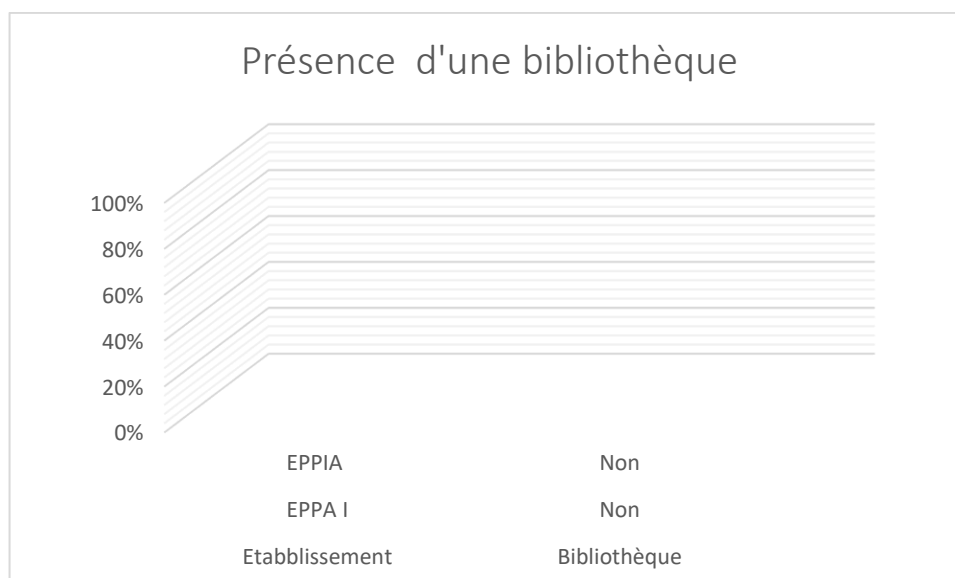 Présence d'une bibliothèque
100%
80%
60%
40%
20%
0%
EPPIA Non
EPPA I Non
Etabblissement Bibliothèque